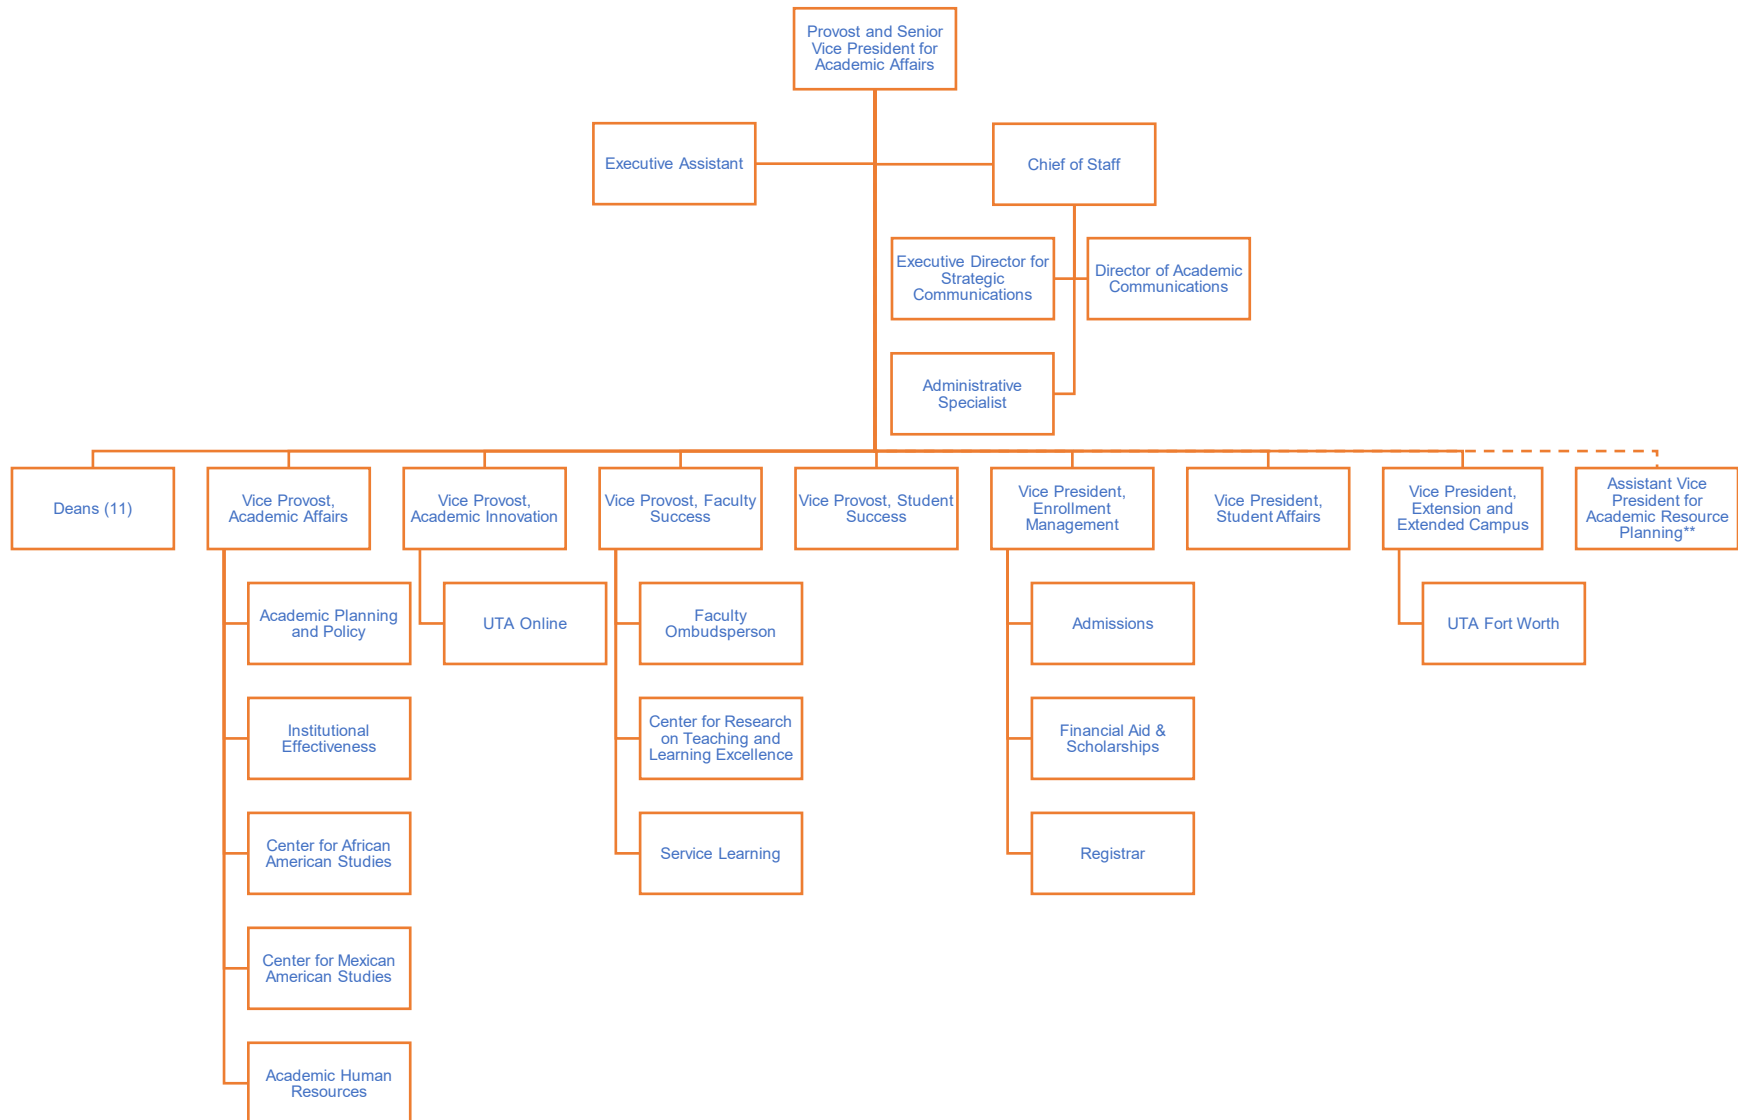 Provost and Senior
Vice President for
Academic Affairs
Executive Assistant
Chief of Staff
Executive Director for
Strategic
Communications
Director of Academic
Communications
Administrative
Specialist
Deans (11)
Vice Provost,
Academic Affairs
Vice Provost,
Academic Innovation
Vice Provost, Faculty
Success
Vice Provost, Student
Success
Vice President,
Enrollment
Management
Vice President,
Student Affairs
Vice President,
Extension and
Extended Campus
Assistant Vice
President for
Academic Resource
Planning**
Academic Planning
and Policy
UTA Online
Faculty
Ombudsperson
Admissions
UTA Fort Worth
Institutional
Effectiveness
Center for Research
on Teaching and
Learning Excellence
Financial Aid &
Scholarships
Center for African
American Studies
Service Learning
Registrar
Center for Mexican
American Studies
Academic Human
Resources